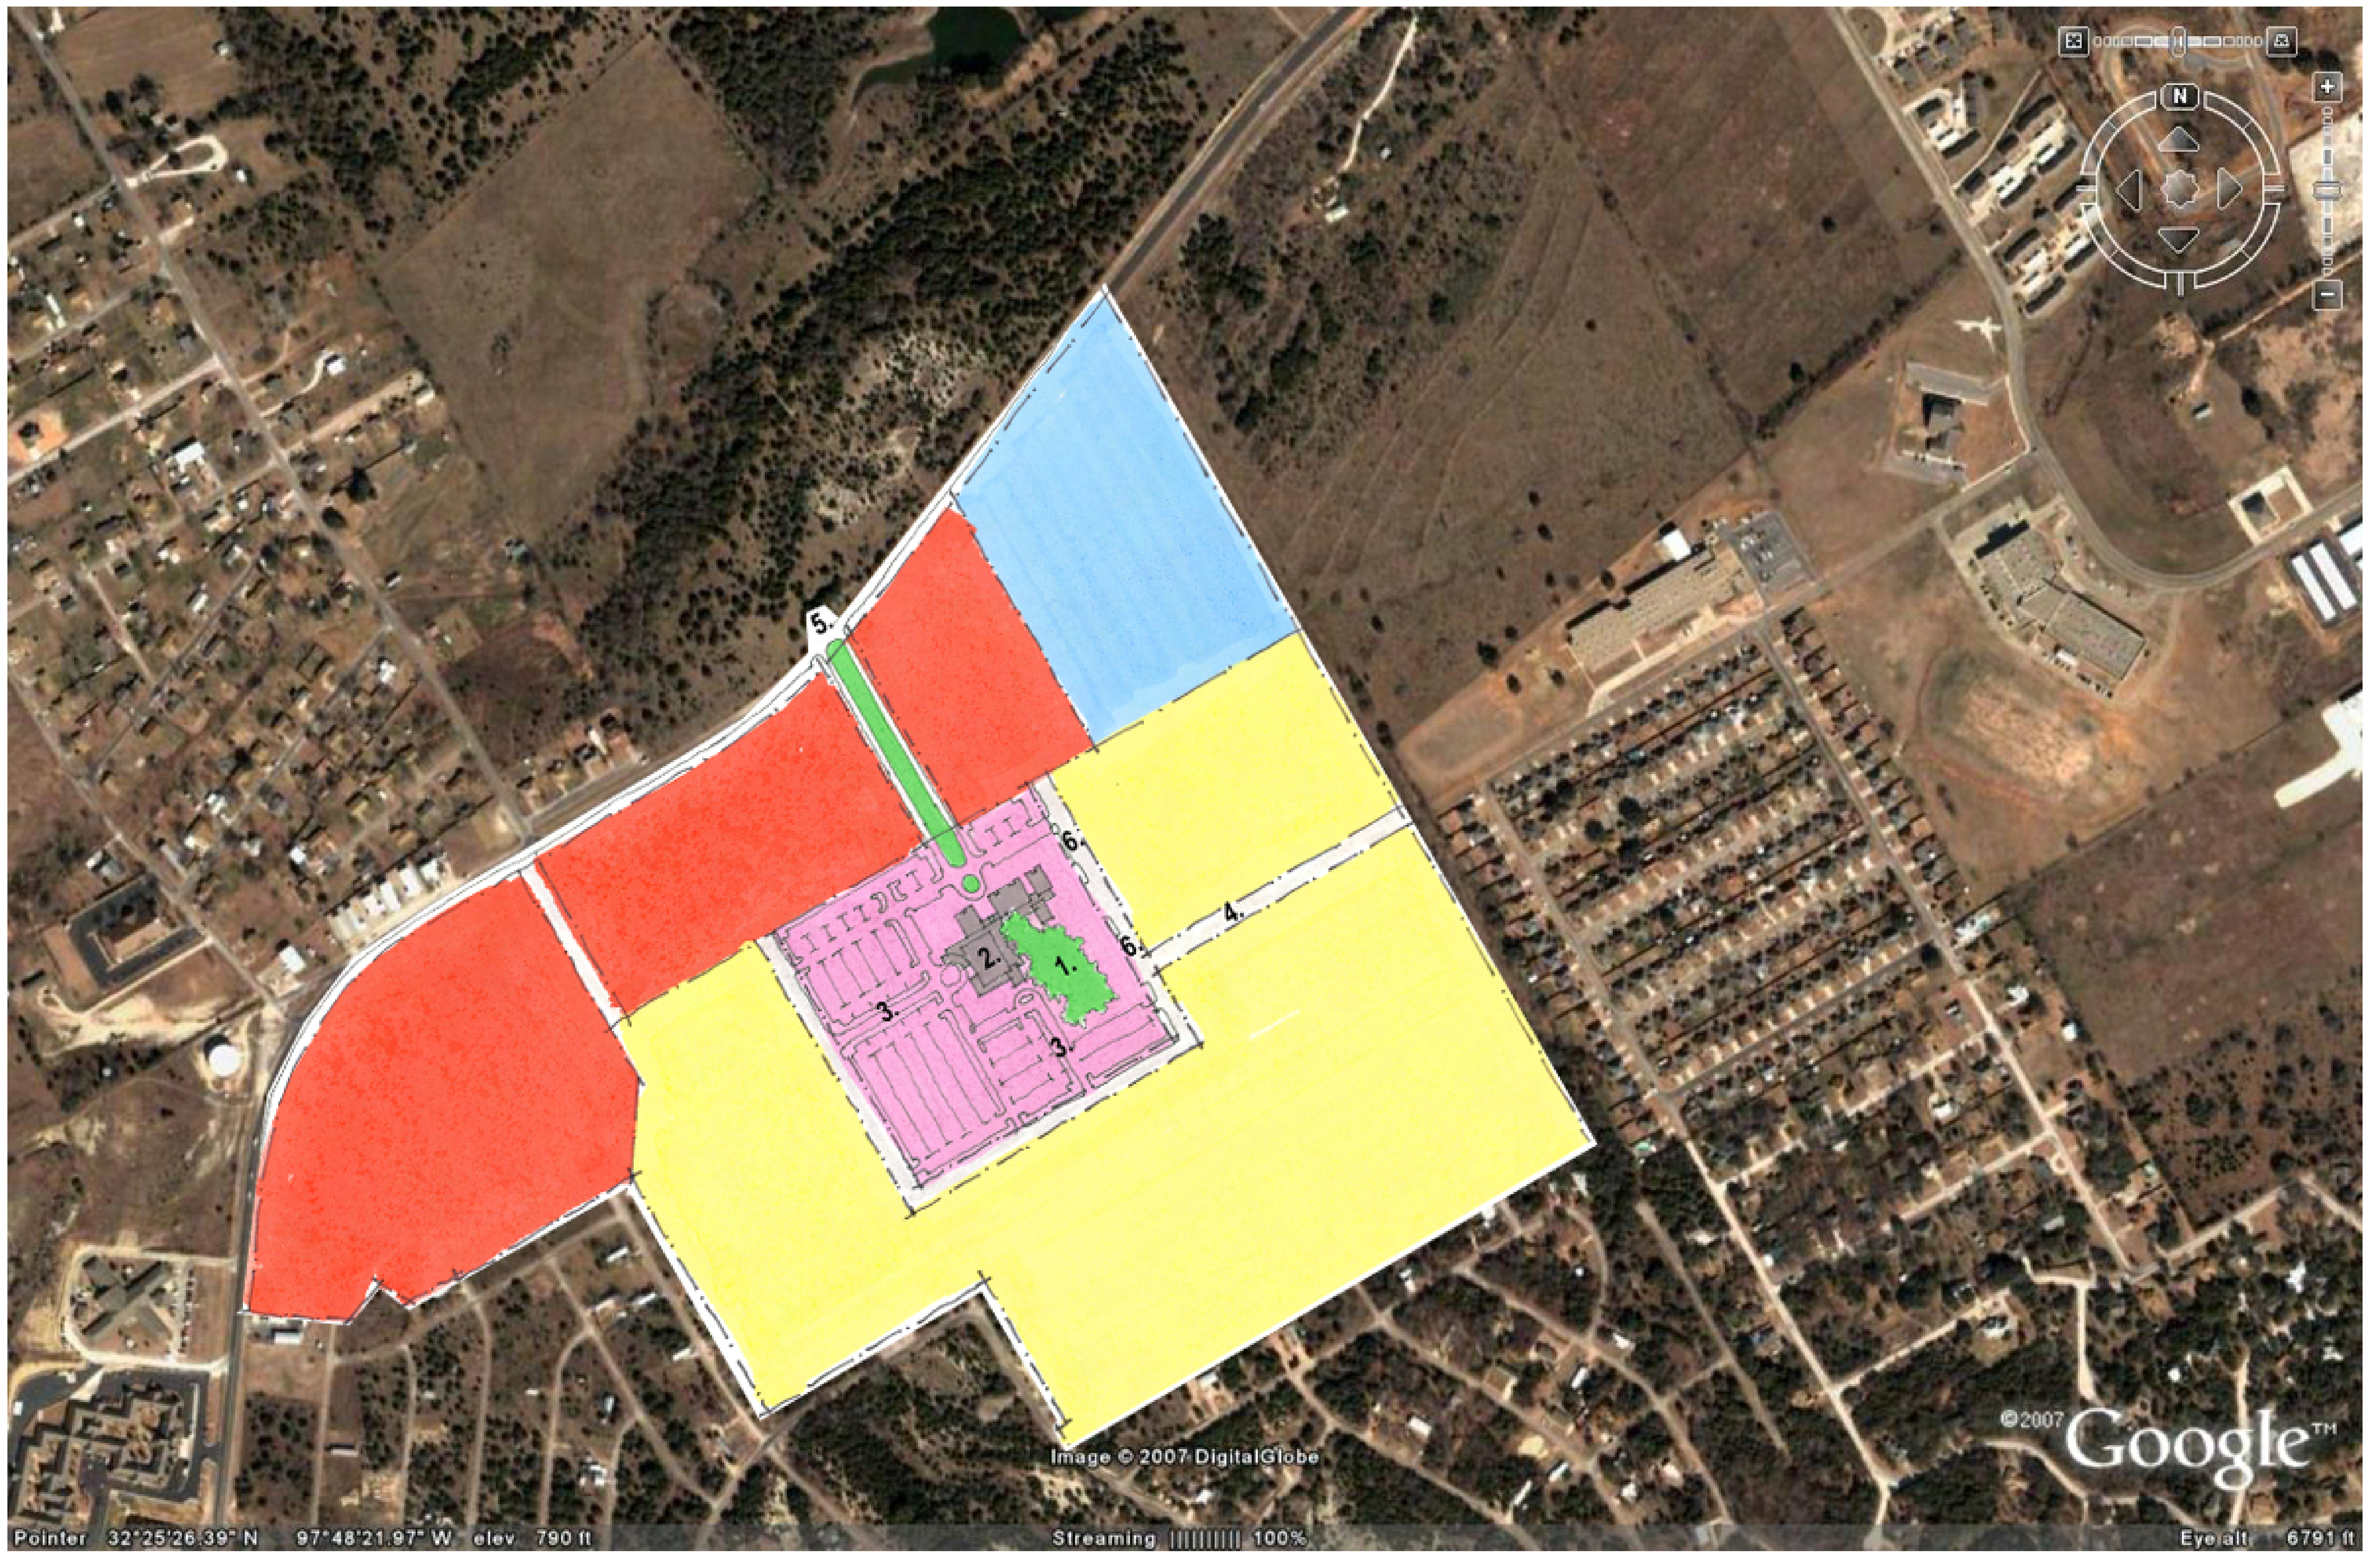 N
5.
6.
4.
6.
2.
1.
3.
3.
©2007 Google™
Image © 2007 DigitalGlobe
Pointer 32°25'26.39" N 97°48'21.97" W elev 790 ft Streaming ||||||||| 100% Eye alt 6791 ft